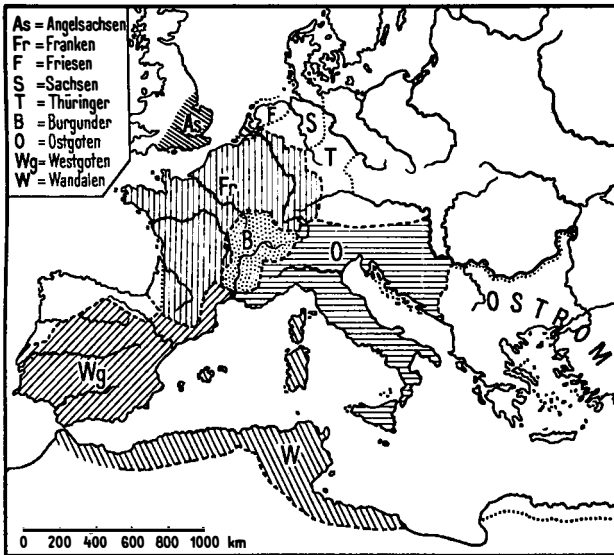 As = Angelsachsen
Fr = Franken
F = Friesen
S = Sachsen
T = Thüringer
B = Burgunder
O = Ostgoten
Wg = Westgoten
W = Wandalen
As
F
S
T
Fr
B
O
OSTROM
Wg
W
0 200 400 600 800 1000 km